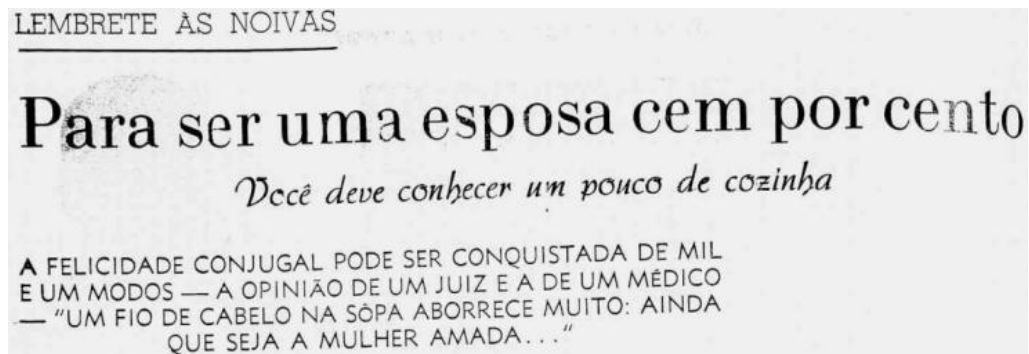 LEMBRETE ÀS NOIVAS
Para ser uma esposa cem por cento
Você deve conhecer um pouco de cozinha
A FELICIDADE CONJUGAL PODE SER CONQUISTADA DE MIL
E UM MODOS — A OPINIÃO DE UM JUIZ E A DE UM MÉDICO
— "UM FIO DE CABELO NA SÔPA ABORRECE MUITO: AINDA
QUE SEJA A MULHER AMADA..."